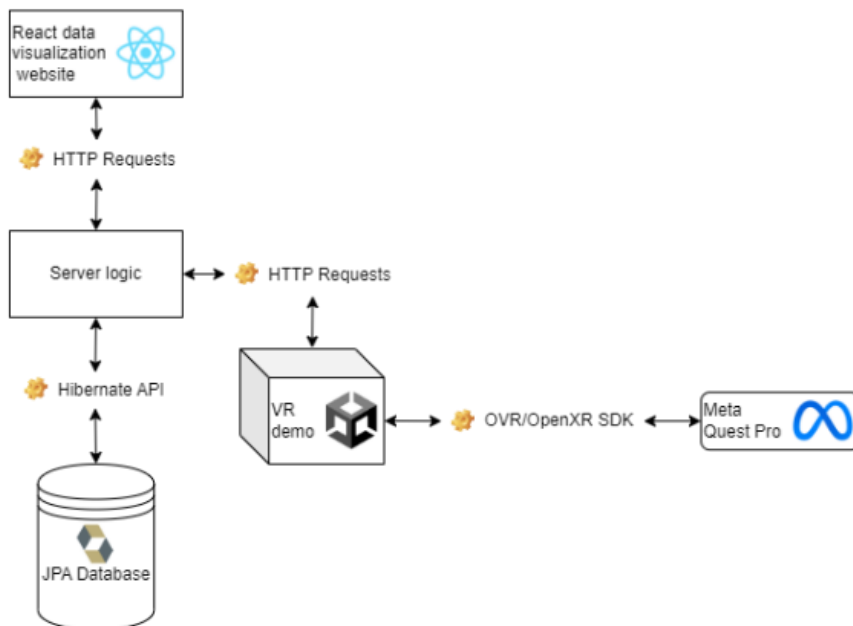 React data
visualization
website
HTTP Requests
Server logic
HTTP Requests
Hibernate API
VR
demo
OVR/OpenXR SDK
Meta
Quest Pro
JPA Database